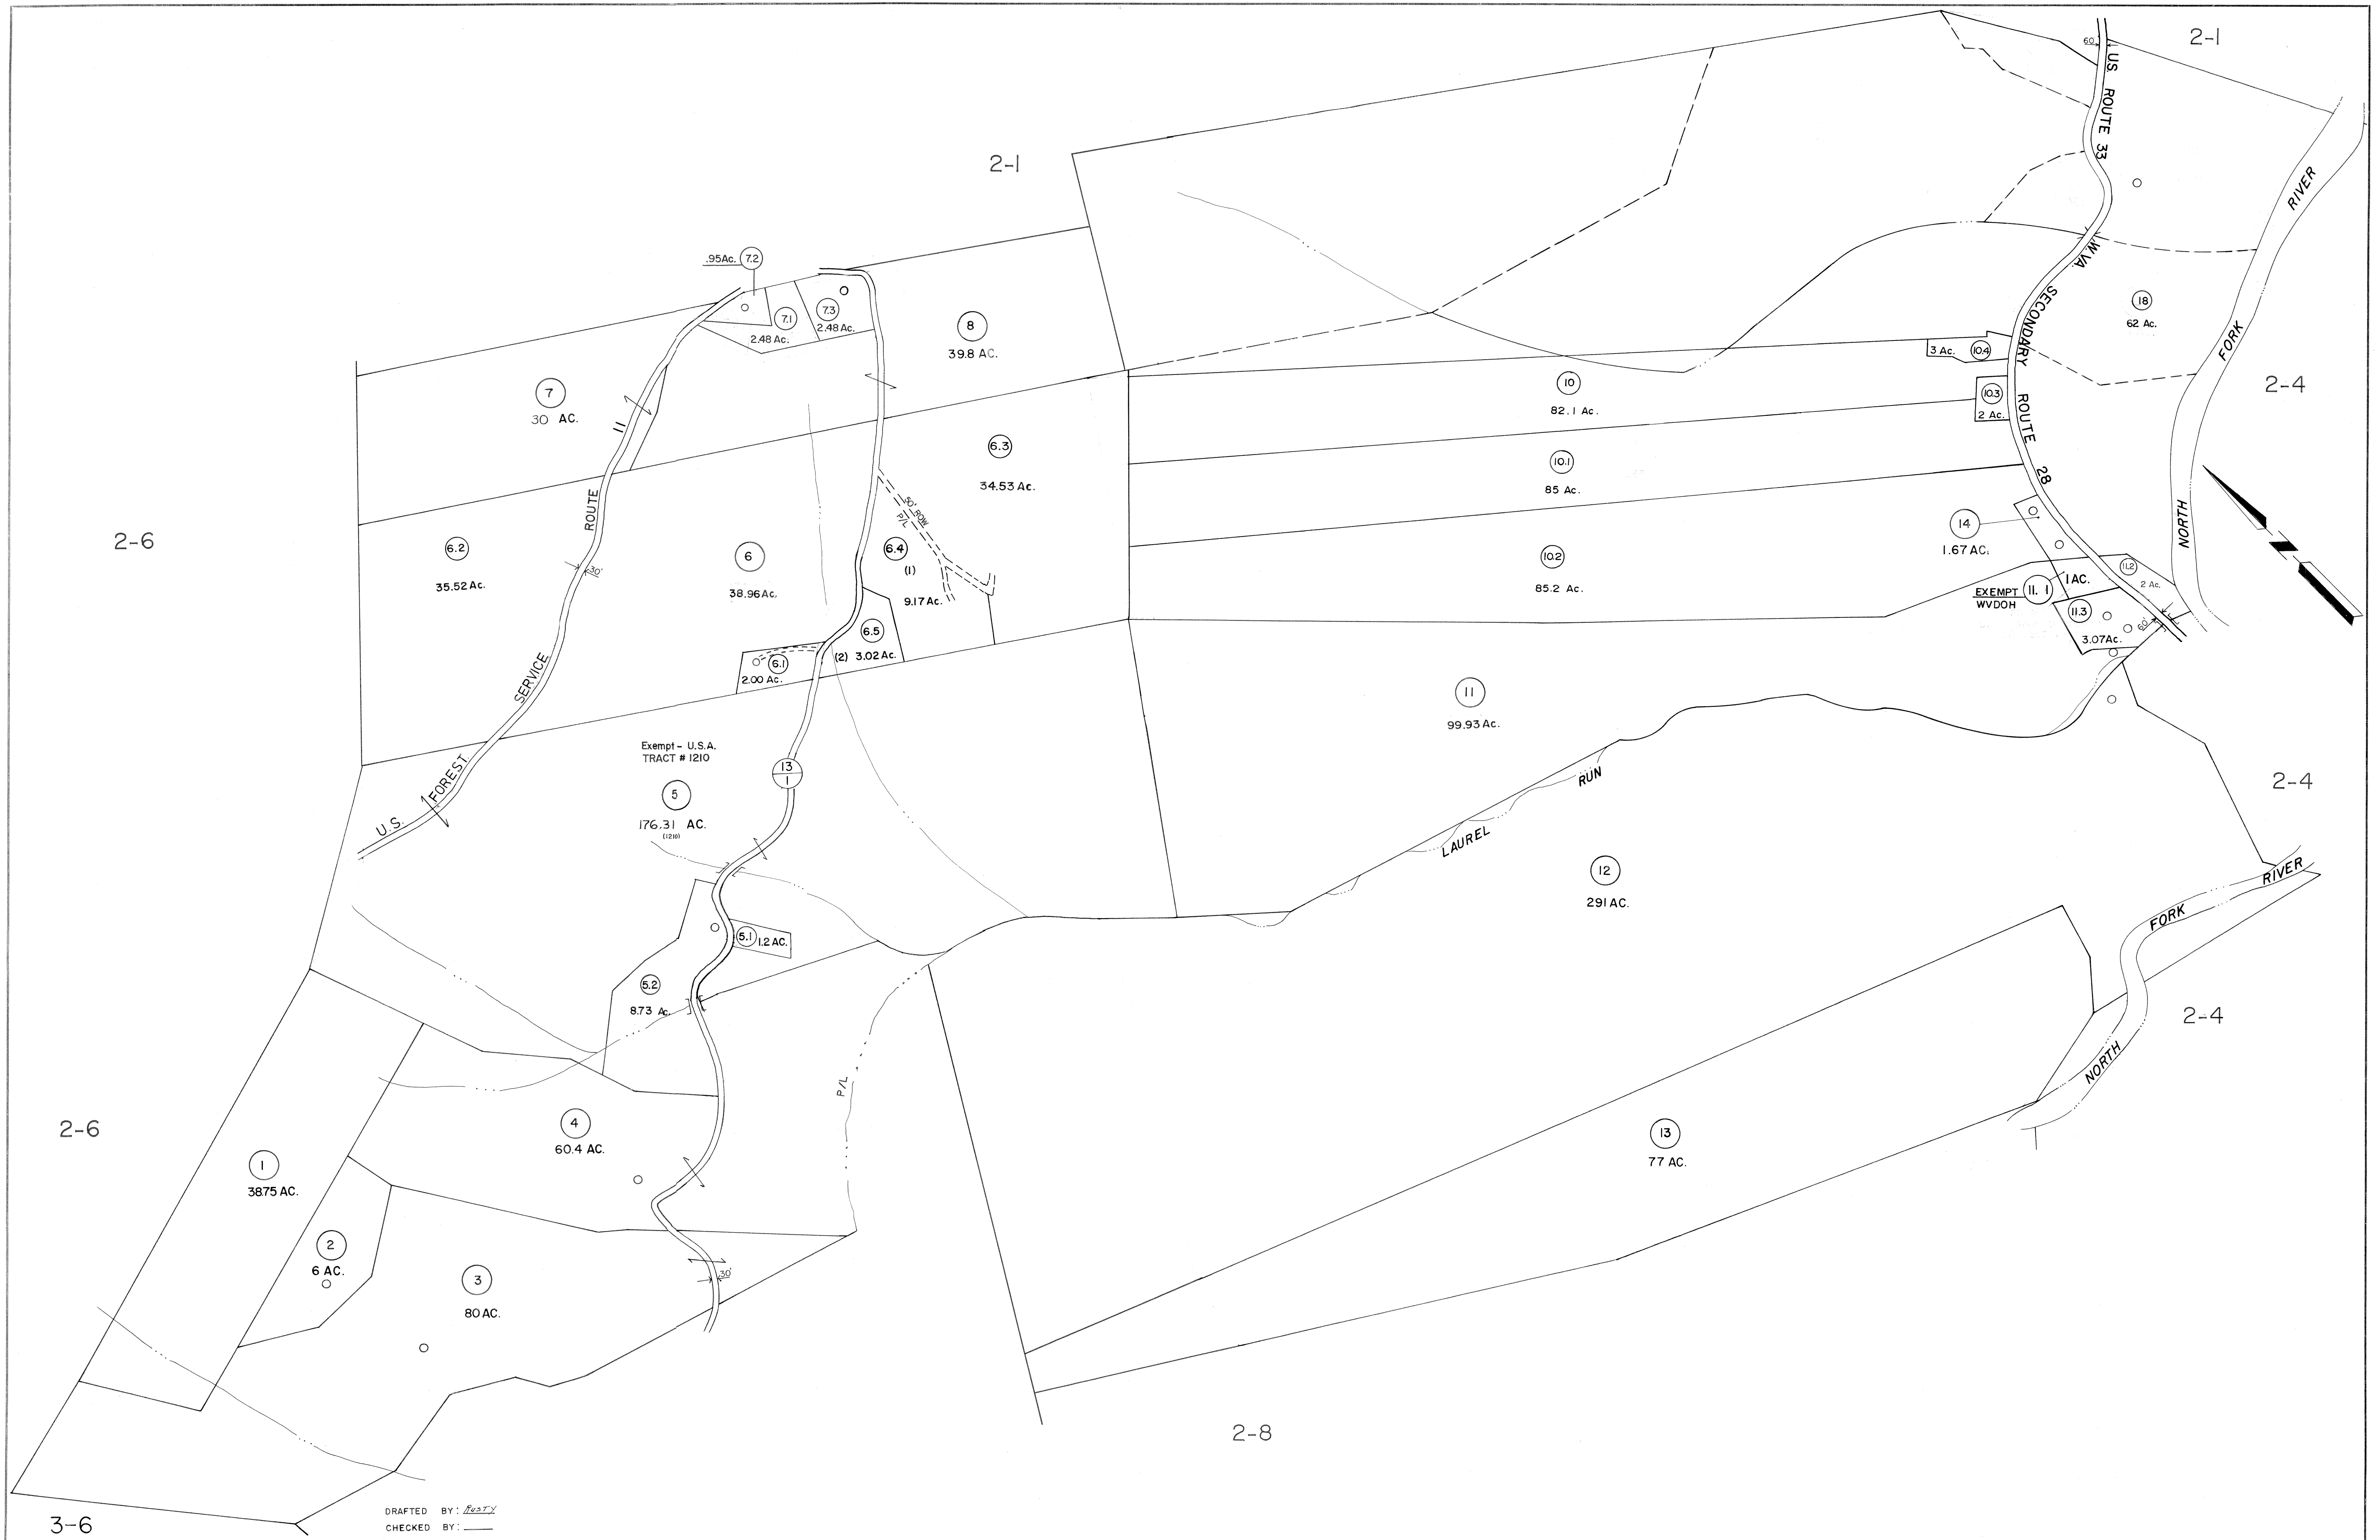 2-1
60
U.S. ROUTE 33
2-1
RIVER
.95Ac. 7.2
7.1
2.48 Ac.
7.3
2.48 Ac.
8
39.8 AC.
W.VA. SECONDARY ROUTE 28
18
62 Ac.
FORK
3 Ac. 10.4
7
30 AC.
10
82.1 Ac.
10.3
2 Ac.
2-4
6.3
34.53 Ac.
10.1
85 Ac.
50' ROW
P/L
NORTH
2-6
U.S. FOREST SERVICE ROUTE 11
30'
6.2
35.52 Ac.
6
38.96 Ac.
6.4
(1)
9.17 Ac.
10.2
85.2 Ac.
14
1.67 AC.
11.2
2 Ac.
EXEMPT
WVDOH
11.1
1 AC.
11.3
3.07Ac.
60'
6.5
(2) 3.02 Ac.
6.1
2.00 Ac.
11
99.93 Ac.
Exempt - U.S.A.
TRACT # 1210
13
1
5
176.31 AC.
(1210)
LAUREL RUN
2-4
12
291 AC.
RIVER
FORK
5.1 1.2 AC.
5.2
8.73 Ac.
2-4
NORTH
P/L
2-6
4
60.4 AC.
13
77 AC.
1
38.75 AC.
2
6 AC.
3
80 AC.
30'
2-8
DRAFTED BY: Rusty
CHECKED BY:
3-6